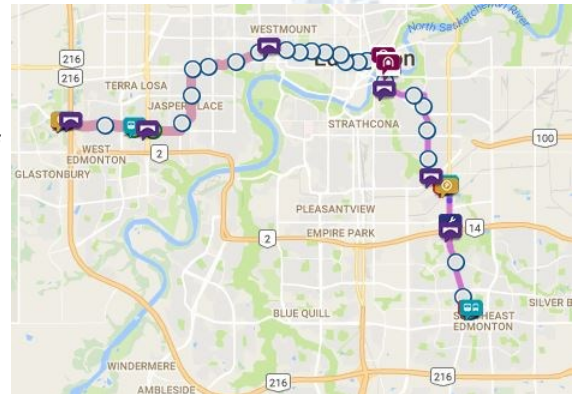 216
216
WESTMOUNT
North Saskatchewan River
TERRA LOSA
JASPER PLACE
STRATHCONA
100
WEST
EDMONTON
2
GLASTONBURY
PLEASANTVIEW
EMPIRE PARK
2
14
BLUE QUILL
SILVER B
SOUTHEAST
EDMONTON
WINDERMERE
216
216
AMBLESIDE